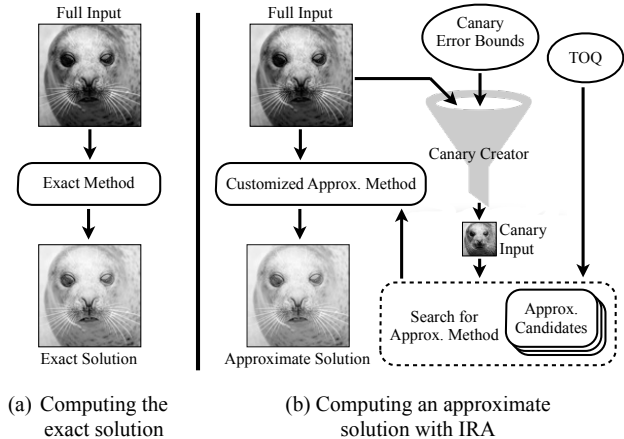 Full Input
Exact Method
Exact Solution
(a) Computing the
exact solution
Full Input
Canary
Error Bounds
TOQ
Canary Creator
Customized Approx. Method
Canary
Input
Approximate Solution
Search for
Approx. Method
Approx.
Candidates
(b) Computing an approximate
solution with IRA